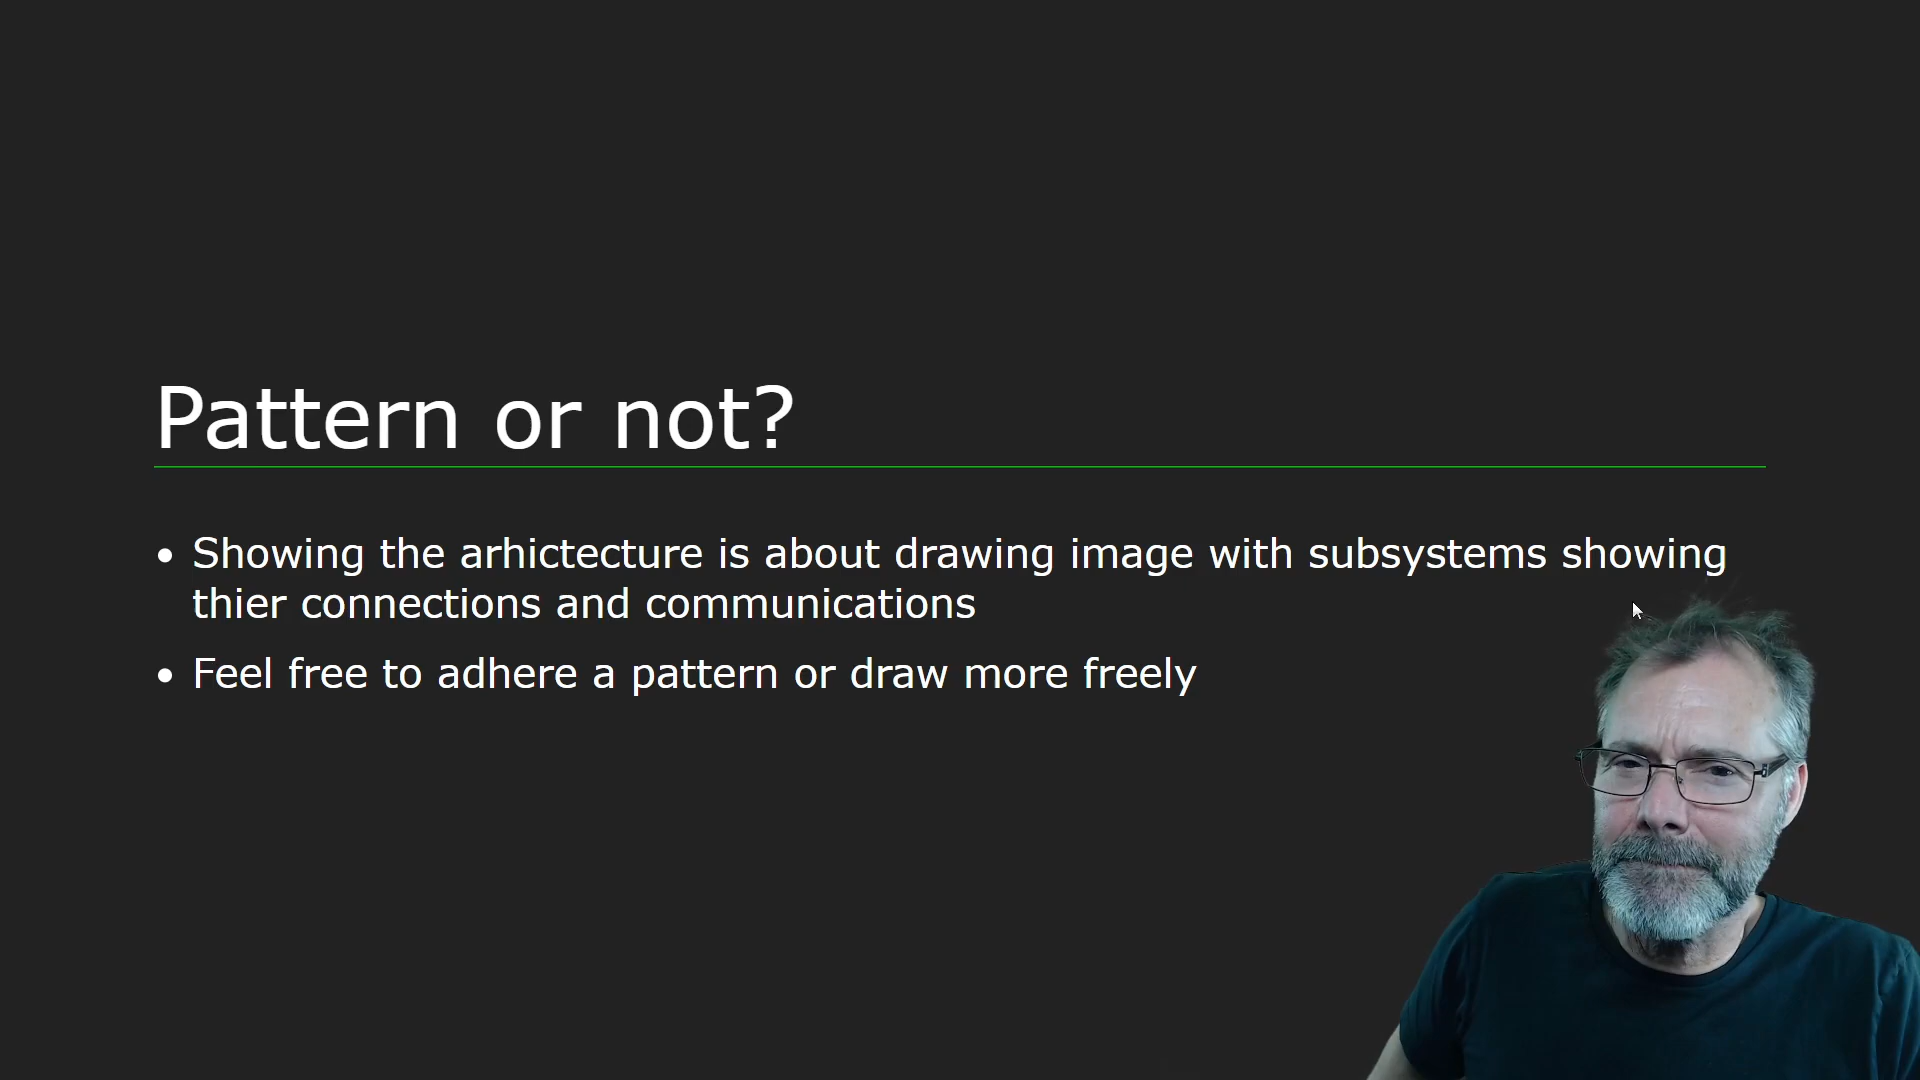 Pattern or not?
• Showing the arhictecture is about drawing image with subsystems showing
thier connections and communications
• Feel free to adhere a pattern or draw more freely